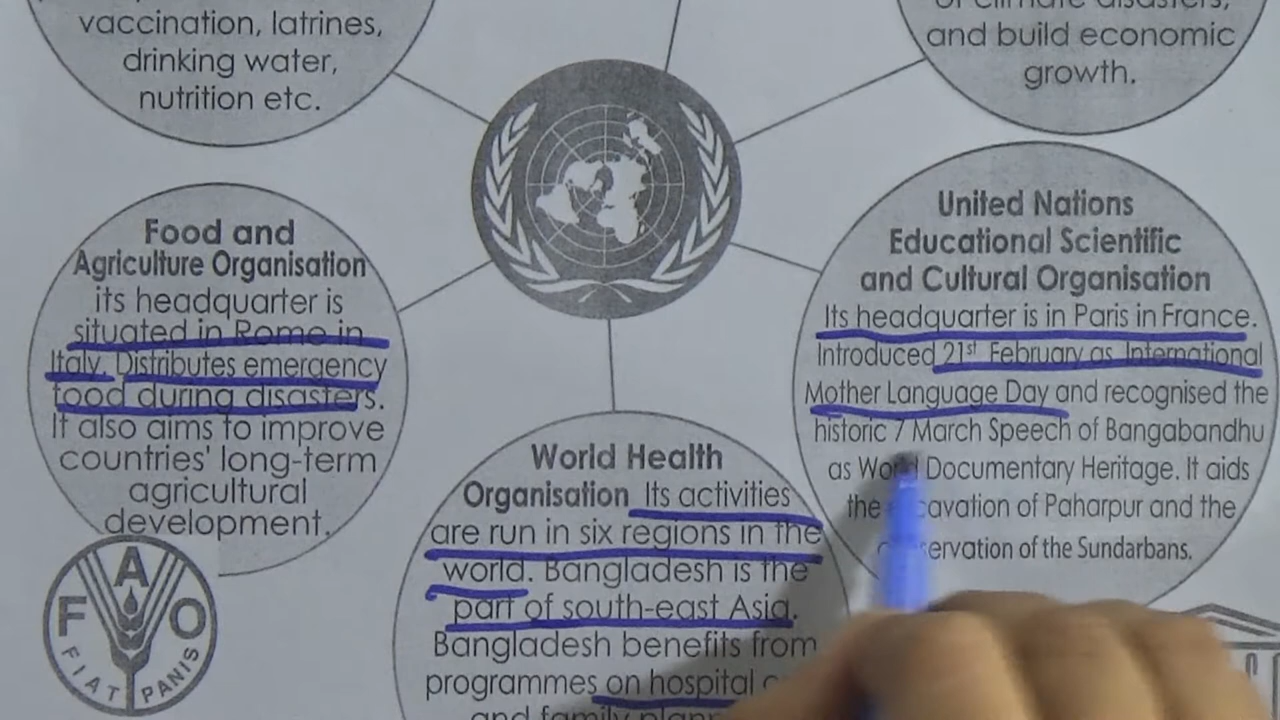 vaccination, latrines,
drinking water,
nutrition etc.
and build economic
growth.
Food and
Agriculture Organisation
its headquarter is
situated in Rome in
Italy. Distributes emergency
food during disasters.
It also aims to improve
countries' long-term
agricultural
development.
F A O
FIAT PANIS
World Health
Organisation Its activities
are run in six regions in the
world. Bangladesh is the
part of south-east Asia.
Bangladesh benefits from
programmes on hospital
and family
United Nations
Educational Scientific
and Cultural Organisation
Its headquarter is in Paris in France.
Introduced 21st February as International
Mother Language Day and recognised the
historic 7 March Speech of Bangabandhu
as World Documentary Heritage. It aids
the of Paharpur and the
of the Sundarbans.